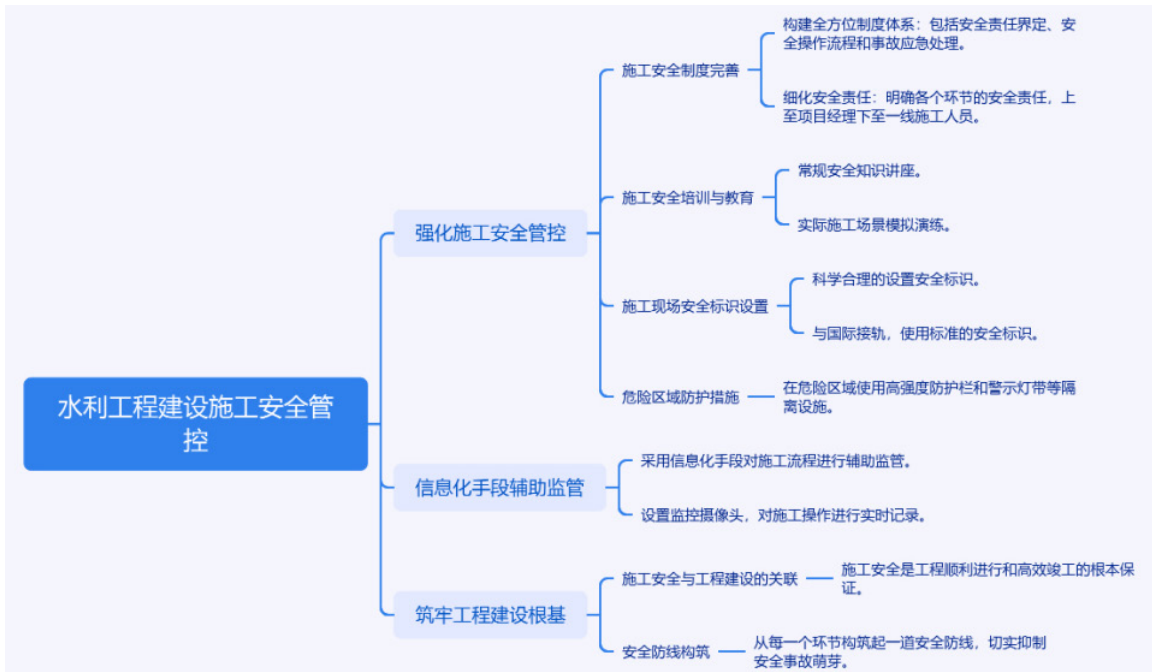 水利工程建设施工安全管
控
强化施工安全管控
施工安全制度完善
构建全方位制度体系：包括安全责任界定、安
全操作流程和事故应急处理。
细化安全责任：明确各个环节的安全责任，上
至项目经理下至一线施工人员。
施工安全培训与教育
常规安全知识讲座。
实际施工场景模拟演练。
施工现场安全标识设置
科学合理的设置安全标识。
与国际接轨，使用标准的安全标识。
危险区域防护措施
在危险区域使用高强度防护栏和警示灯带等隔
离设施。
信息化手段辅助监管
采用信息化手段对施工流程进行辅助监管。
设置监控摄像头，对施工操作进行实时记录。
筑牢工程建设根基
施工安全与工程建设的关联
施工安全是工程顺利进行和高效竣工的根本保
证。
安全防线构筑
从每一个环节构筑起一道安全防线，切实抑制
安全事故萌芽。